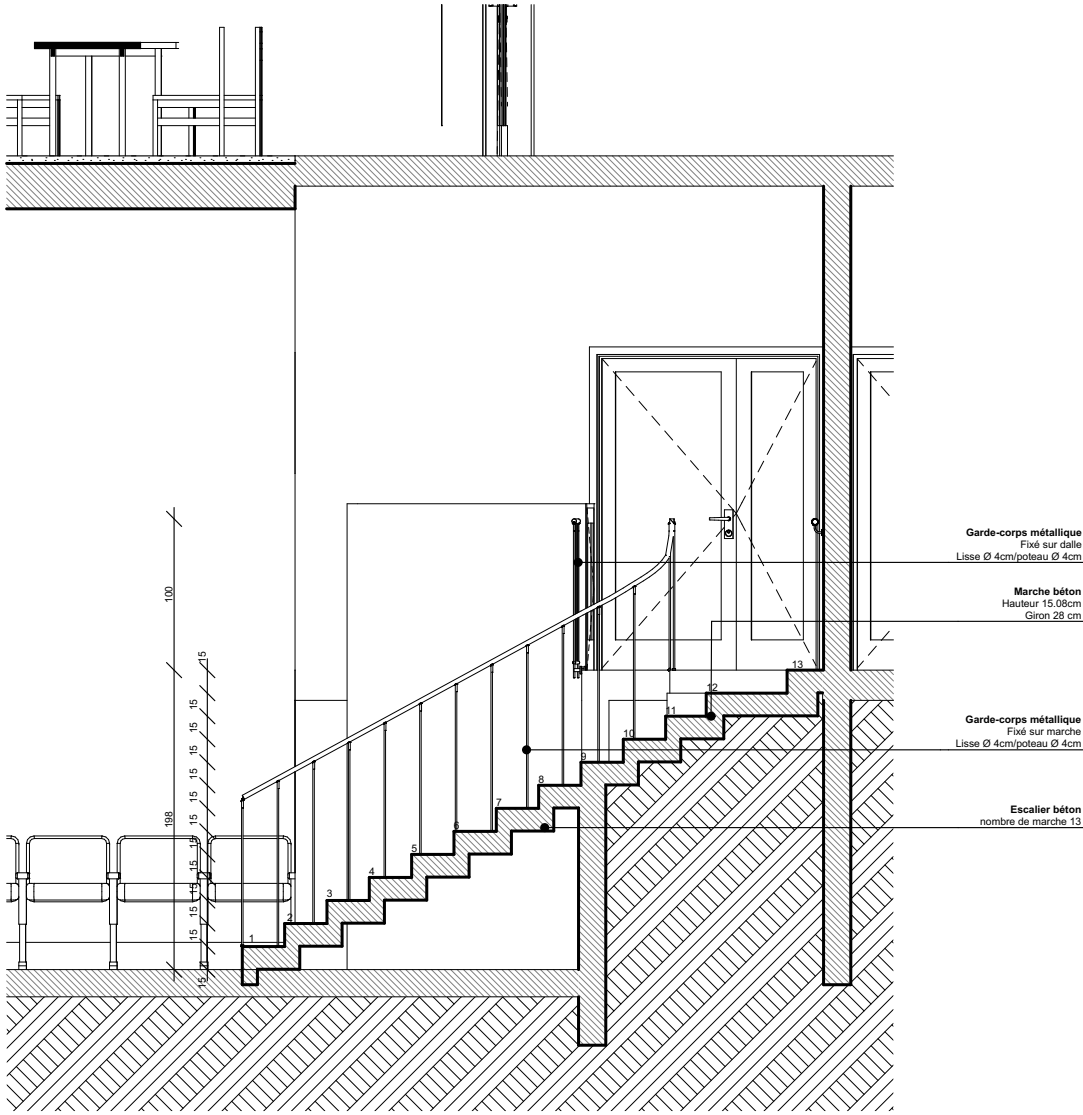 Garde-corps métallique
Fixé sur dalle
Lisse Ø 4cm/poteau Ø 4cm
Marche béton
Hauteur 15.08cm
Giron 28 cm
Garde-corps métallique
Fixé sur marche
Lisse Ø 4cm/poteau Ø 4cm
Escalier béton
nombre de marche 13
100
198
15
15
15
15
15
15
15
15
15
15
15
15
15
1
2
3
4
5
6
7
8
9
10
11
12
13